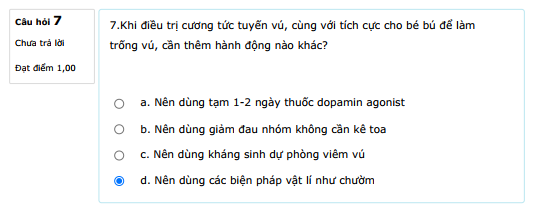 Câu hỏi 7
Chưa trả lời
Đạt điểm 1,00
7.Khi điều trị cương tức tuyến vú, cùng với tích cực cho bé bú để làm
trống vú, cần thêm hành động nào khác?
a. Nên dùng tạm 1-2 ngày thuốc dopamin agonist
b. Nên dùng giảm đau nhóm không cần kê toa
c. Nên dùng kháng sinh dự phòng viêm vú
d. Nên dùng các biện pháp vật lí như chườm